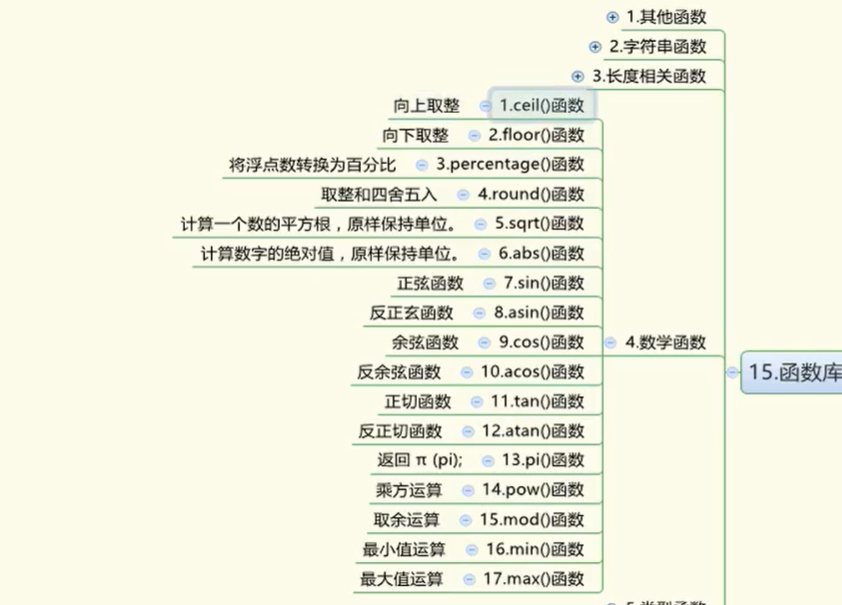 1.其他函数
2.字符串函数
3.长度相关函数
向上取整 1.ceil()函数
向下取整 2.floor()函数
将浮点数转换为百分比 3.percentage()函数
取整和四舍五入 4.round()函数
计算一个数的平方根，原样保持单位。 5.sqrt()函数
计算数字的绝对值，原样保持单位。 6.abs()函数
正弦函数 7.sin()函数
反正玄函数 8.asin()函数
余弦函数 9.cos()函数 4.数学函数
反余弦函数 10.acos()函数 15.函数库
正切函数 11.tan()函数
反正切函数 12.atan()函数
返回 π (pi); 13.pi()函数
乘方运算 14.pow()函数
取余运算 15.mod()函数
最小值运算 16.min()函数
最大值运算 17.max()函数